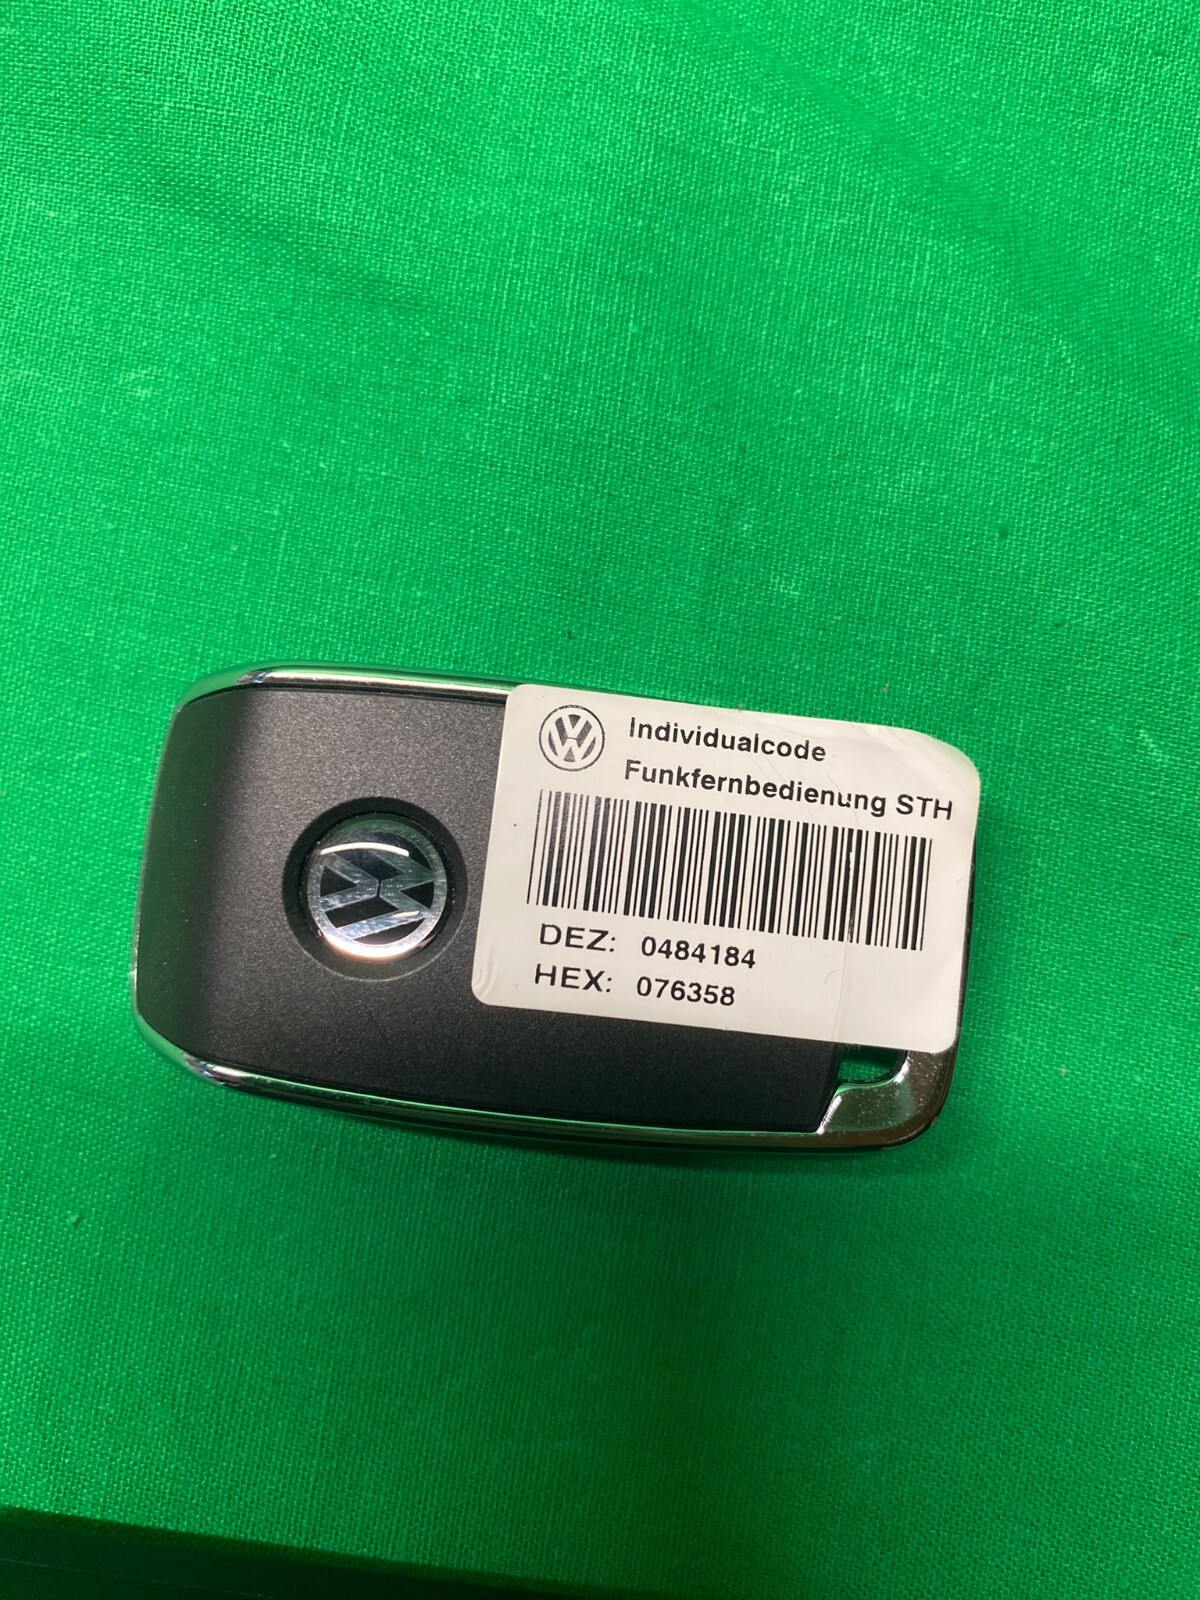 Individualcode
Funkfernbedienung STH
DEZ: 0484184
HEX: 076358